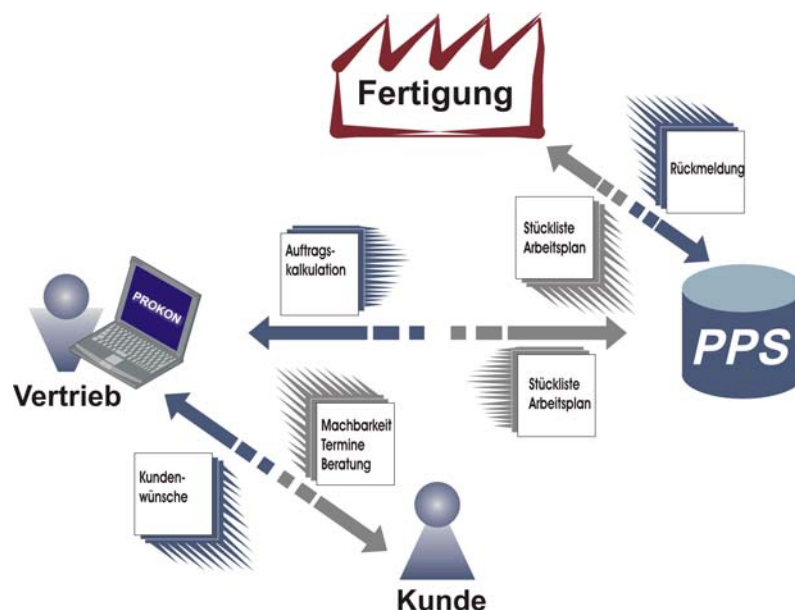 Fertigung
Rückmeldung
Stückliste
Arbeitsplan
Auftrags-
kalkulation
PROKON
Vertrieb
PPS
Stückliste
Arbeitsplan
Machbarkeit
Termine
Beratung
Kunden-
wünsche
Kunde